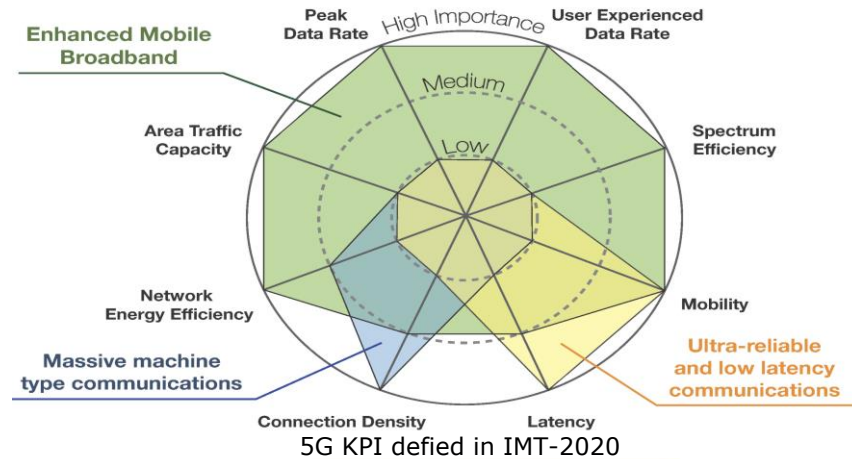 Peak
Data Rate
High Importance
User Experienced
Data Rate
Enhanced Mobile
Broadband
Medium
Area Traffic
Capacity
Low
Spectrum
Efficiency
Network
Energy Efficiency
Mobility
Massive machine
type communications
Ultra-reliable
and low latency
communications
Connection Density
Latency
5G KPI defied in IMT-2020